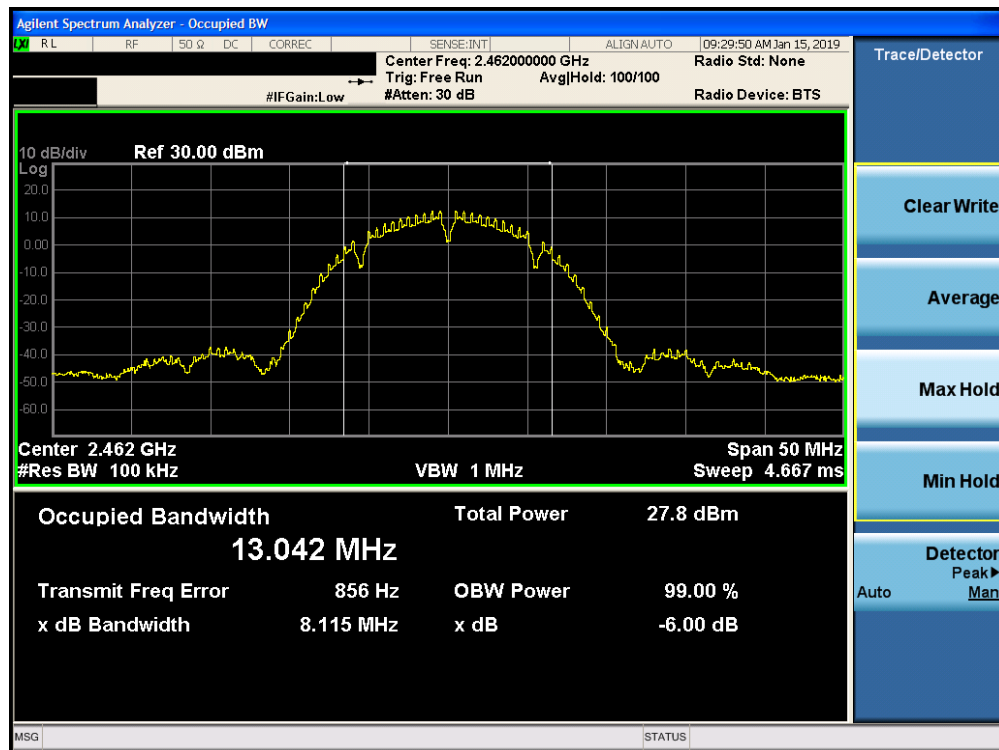 Agilent Spectrum Analyzer - Occupied BW
LXI RL RF 50 Ω DC CORREC SENSE:INT ALIGN AUTO 09:29:50 AM Jan 15, 2019
Center Freq: 2.462000000 GHz Radio Std: None
Trig: Free Run Avg|Hold: 100/100
#IFGain:Low #Atten: 30 dB Radio Device: BTS
10 dB/div Ref 30.00 dBm
Log
20.0
10.0
0.00
-10.0
-20.0
-30.0
-40.0
-50.0
-60.0
Center 2.462 GHz Span 50 MHz
#Res BW 100 kHz VBW 1 MHz Sweep 4.667 ms
Occupied Bandwidth Total Power 27.8 dBm
13.042 MHz
Transmit Freq Error 856 Hz OBW Power 99.00 %
x dB Bandwidth 8.115 MHz x dB -6.00 dB
MSG STATUS
Trace/Detector
Clear Write
Average
Max Hold
Min Hold
Detector
Peak▶
Auto Man